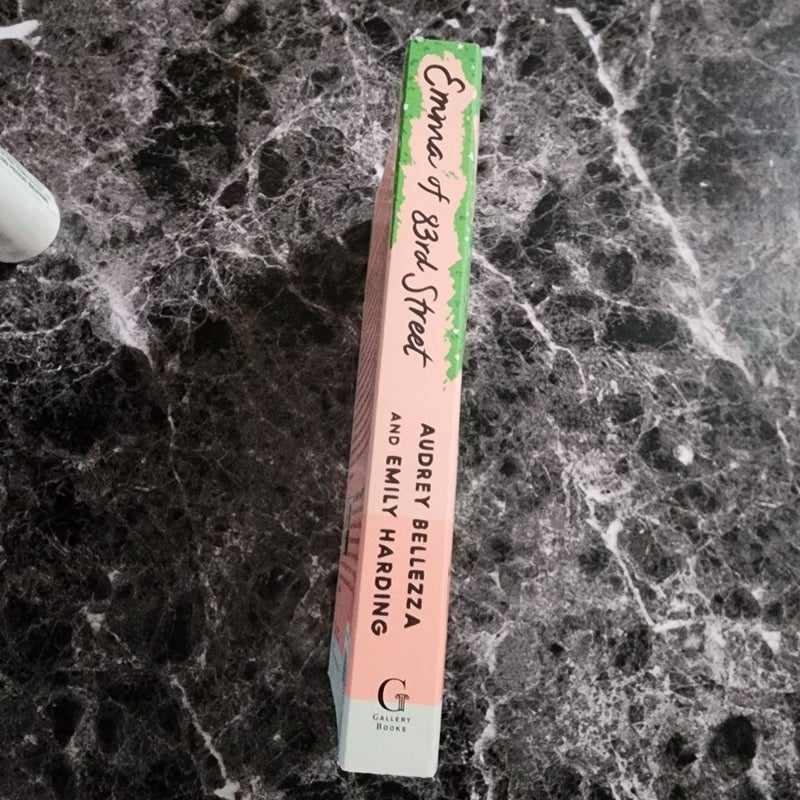 Emma of 83rd Street
AUDREY BELLEZZA
AND EMILY HARDING
G
GALLERY
BOOKS